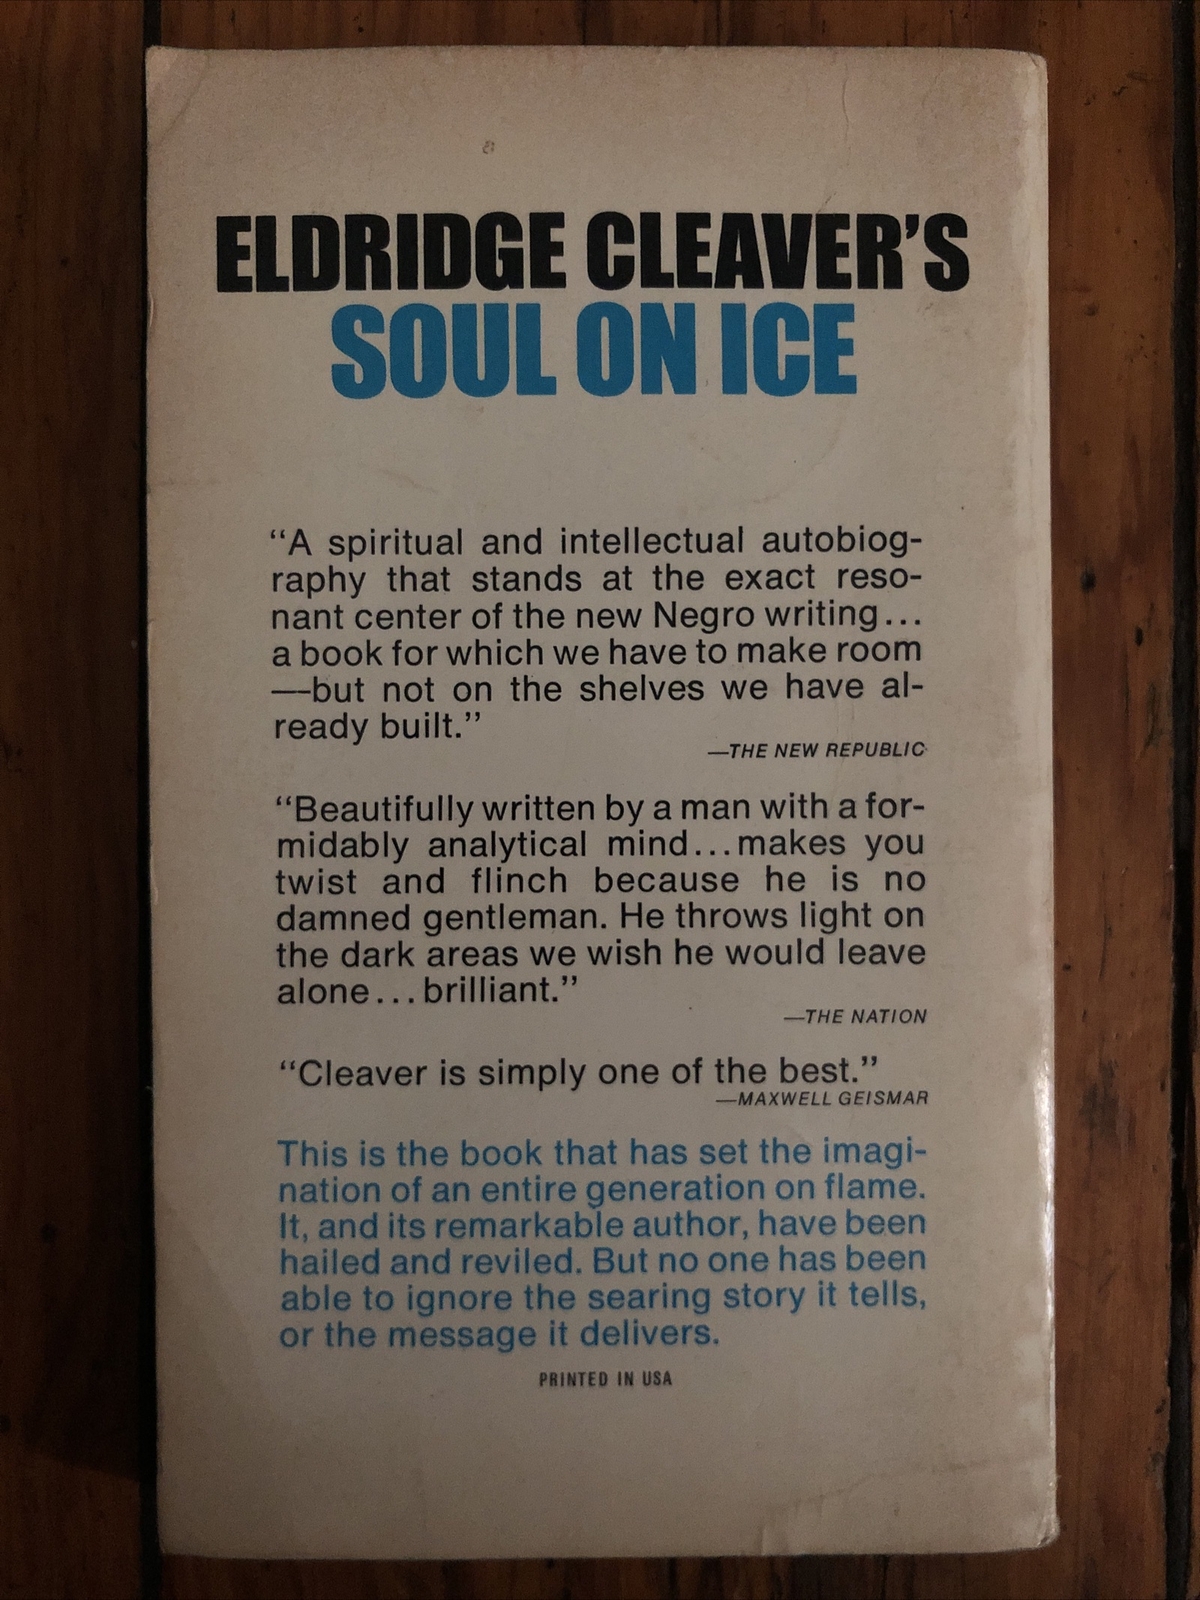 ELDRIDGE CLEAVER'S
SOUL ON ICE
“A spiritual and intellectual autobiog-
raphy that stands at the exact reso-
nant center of the new Negro writing...
a book for which we have to make room
—but not on the shelves we have al-
ready built.”
—THE NEW REPUBLIC
“Beautifully written by a man with a for-
midably analytical mind...makes you
twist and flinch because he is no
damned gentleman. He throws light on
the dark areas we wish he would leave
alone...brilliant.”
—THE NATION
“Cleaver is simply one of the best.”
—MAXWELL GEISMAR
This is the book that has set the imagi-
nation of an entire generation on flame.
It, and its remarkable author, have been
hailed and reviled. But no one has been
able to ignore the searing story it tells,
or the message it delivers.
PRINTED IN USA